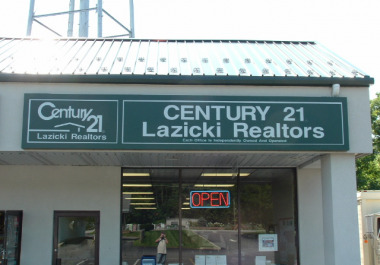 Century 21
Lazicki Realtors
CENTURY 21
Lazicki Realtors
Each Office is Independently Owned And Operated
OPEN